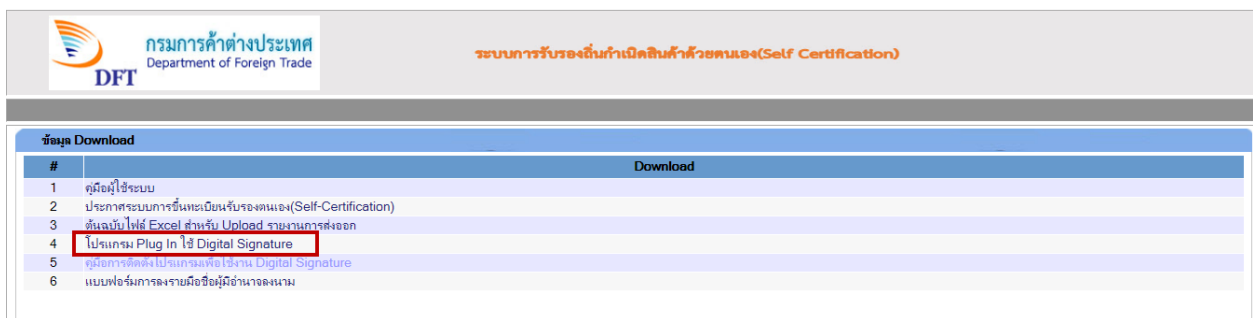 กรมการค้าต่างประเทศ
Department of Foreign Trade
DFT
ระบบการรับรองถิ่นกำเนิดสินค้าด้วยตนเอง(Self Certification)
ข้อมูล Download
# Download
1 คู่มือผู้ใช้ระบบ
2 ประกาศระบบการขึ้นทะเบียนรับรองตนเอง(Self-Certification)
3 ต้นฉบับไฟล์ Excel สำหรับ Upload รายงานการส่งออก
4 โปรแกรม Plug In ใช้ Digital Signature
5 คู่มือการติดตั้งโปรแกรมเพื่อใช้งาน Digital Signature
6 แบบฟอร์มการลงรายมือชื่อผู้มีอำนาจลงนาม